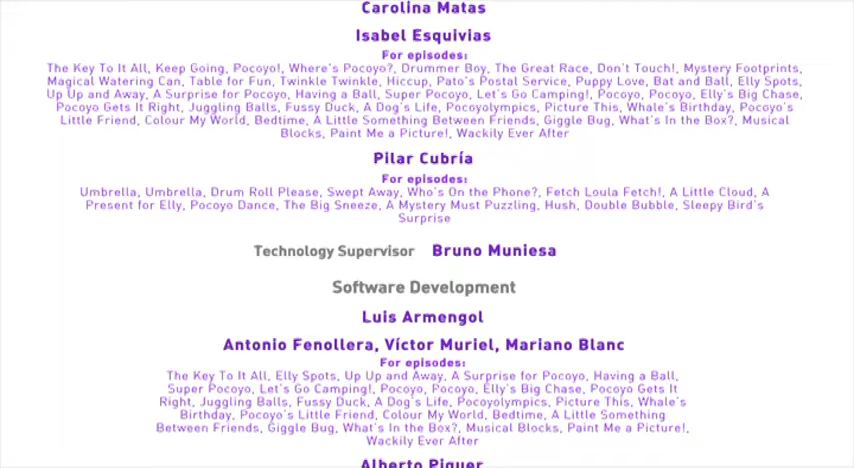 Carolina Matas
Isabel Esquivias
For episodes:
The Key To It All, Keep Going, Pocoyo!, Where's Pocoyo?, Drummer Boy, The Great Race, Don't Touch!, Mystery Footprints,
Magical Watering Can, Table for Fun, Twinkle Twinkle, Hiccup, Pato's Postal Service, Puppy Love, Bat and Ball, Elly Spots,
Up Up and Away, A Surprise for Pocoyo, Having a Ball, Super Pocoyo, Let's Go Camping!, Pocoyo, Pocoyo, Elly's Big Chase,
Pocoyo Gets It Right, Juggling Balls, Fussy Duck, A Dog's Life, Pocoyolympics, Picture This, Whale's Birthday, Pocoyo's
Little Friend, Colour My World, Bedtime, A Little Something Between Friends, Giggle Bug, What's In the Box?, Musical
Blocks, Paint Me a Picture!, Wackily Ever After
Pilar Cubría
For episodes:
Umbrella, Umbrella, Drum Roll Please, Swept Away, Who's On the Phone?, Fetch Loula Fetch!, A Little Cloud, A
Present for Elly, Pocoyo Dance, The Big Sneeze, A Mystery Must Puzzling, Hush, Double Bubble, Sleepy Bird's
Surprise
Technology Supervisor Bruno Muniesa
Software Development
Luis Armengol
Antonio Fenollera, Víctor Muriel, Mariano Blanc
For episodes:
The Key To It All, Elly Spots, Up Up and Away, A Surprise for Pocoyo, Having a Ball,
Super Pocoyo, Let's Go Camping!, Pocoyo, Pocoyo, Elly's Big Chase, Pocoyo Gets It
Right, Juggling Balls, Fussy Duck, A Dog's Life, Pocoyolympics, Picture This, Whale's
Birthday, Pocoyo's Little Friend, Colour My World, Bedtime, A Little Something
Between Friends, Giggle Bug, What's In the Box?, Musical Blocks, Paint Me a Picture!,
Wackily Ever After
Alberto Piquer